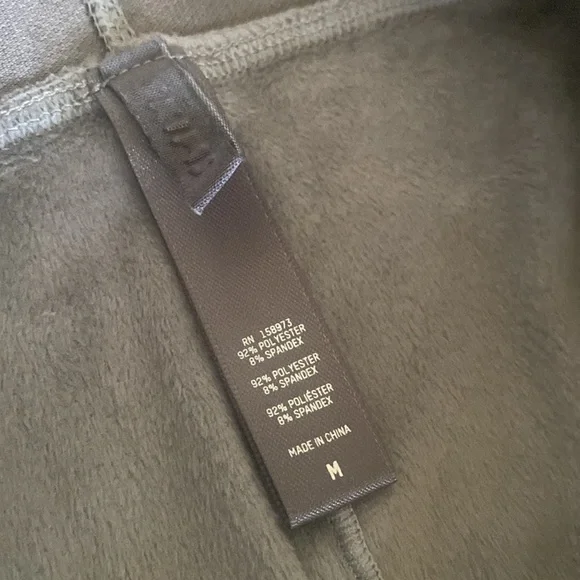 RN 158973
92% POLYESTER
8% SPANDEX
92% POLYESTER
8% SPANDEX
92% POLIÉSTER
8% SPANDEX
MADE IN CHINA
M